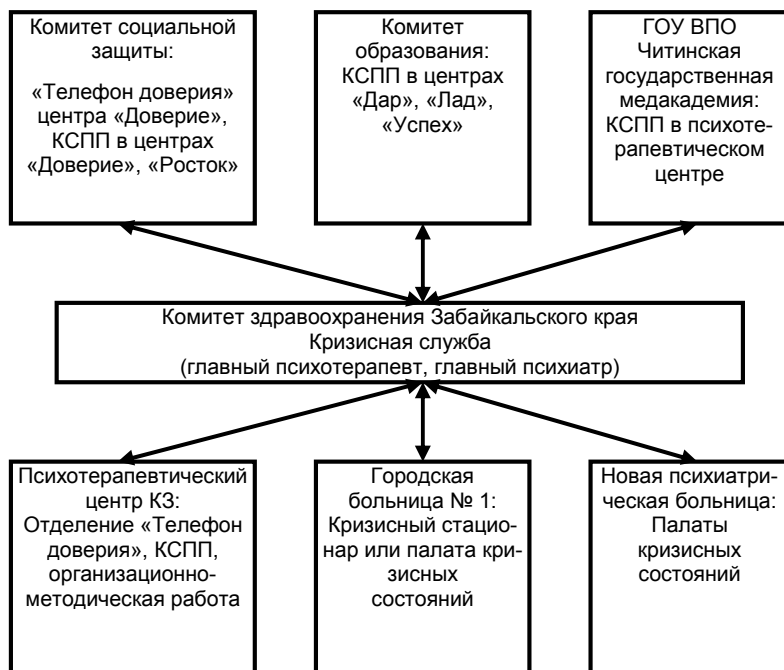 Комитет социальной
защиты:
«Телефон доверия»
центра «Доверие»,
КСПП в центрах
«Доверие», «Росток»
Комитет
образования:
КСПП в центрах
«Дар», «Лад»,
«Успех»
ГОУ ВПО
Читинская
государственная
медакадемия:
КСПП в психоте-
рапевтическом
центре
Комитет здравоохранения Забайкальского края
Кризисная служба
(главный психотерапевт, главный психиатр)
Психотерапевтический
центр КЗ:
Отделение «Телефон
доверия», КСПП,
организационно-
методическая работа
Городская
больница № 1:
Кризисный стацио-
нар или палата кри-
зисных
состояний
Новая психиатри-
ческая больница:
Палаты
кризисных
состояний